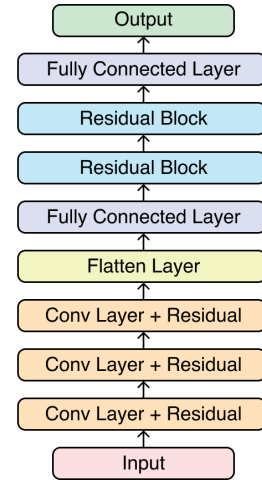 Output
Fully Connected Layer
Residual Block
Residual Block
Fully Connected Layer
Flatten Layer
Conv Layer + Residual
Conv Layer + Residual
Conv Layer + Residual
Input